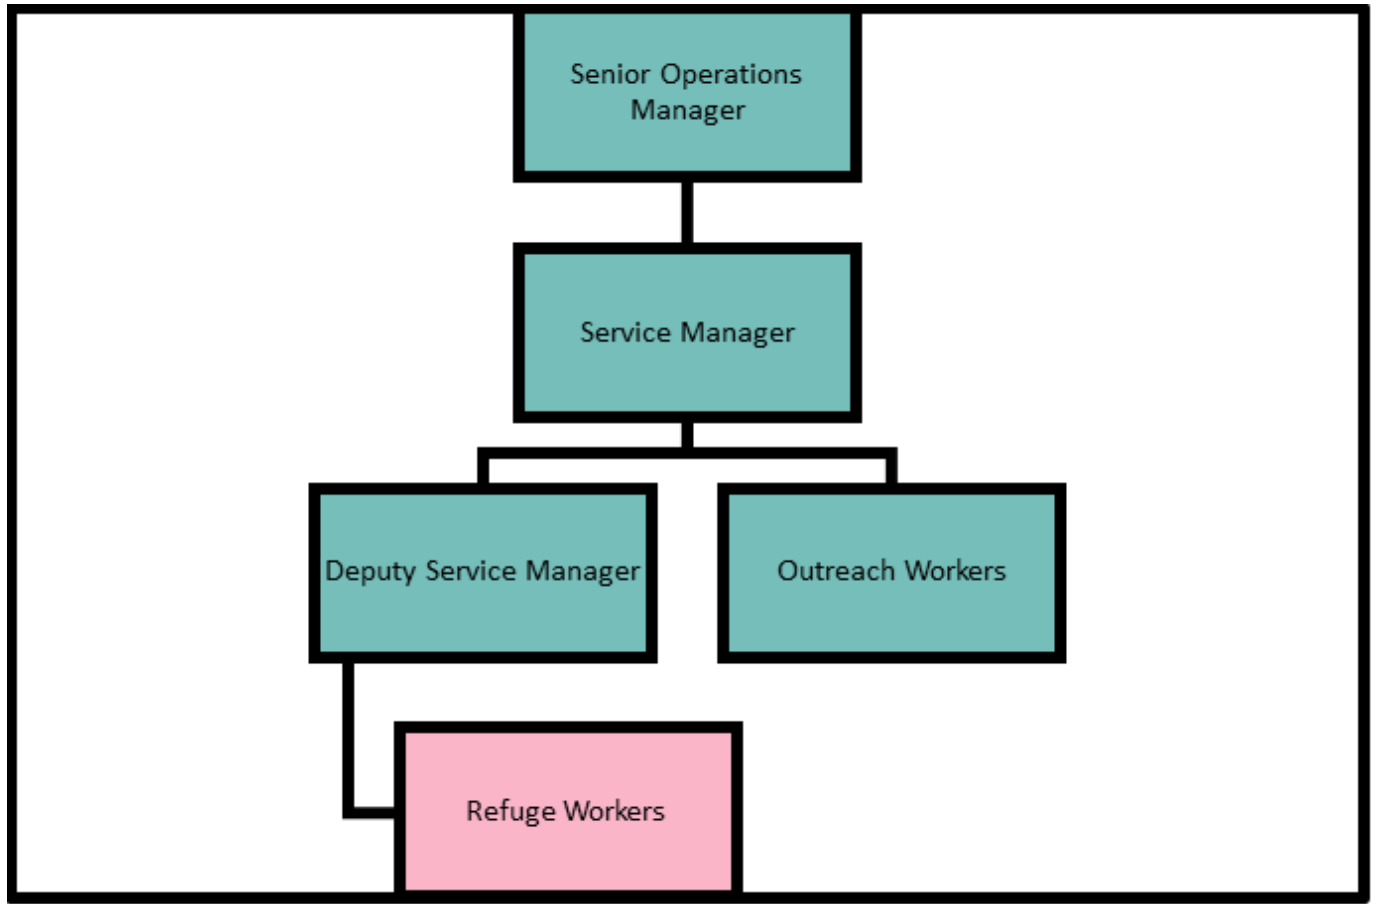 Senior Operations
Manager
Service Manager
Deputy Service Manager
Outreach Workers
Refuge Workers